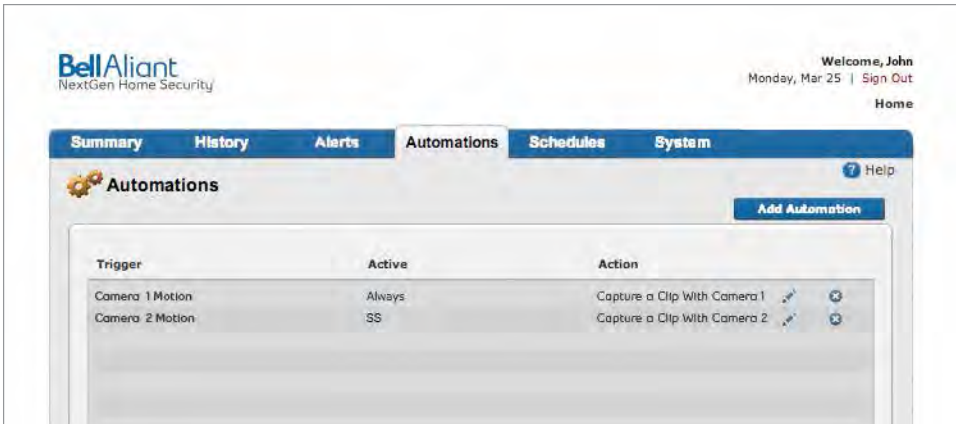 BellAliant
NextGen Home Security
Welcome, John
Monday, Mar 25 | Sign Out
Home
Summary History Alerts Automations Schedules System
? Help
Automations
Add Automation
Trigger Active Action
Camera 1 Motion Always Capture a Clip With Camera 1
Camera 2 Motion SS Capture a Clip With Camera 2